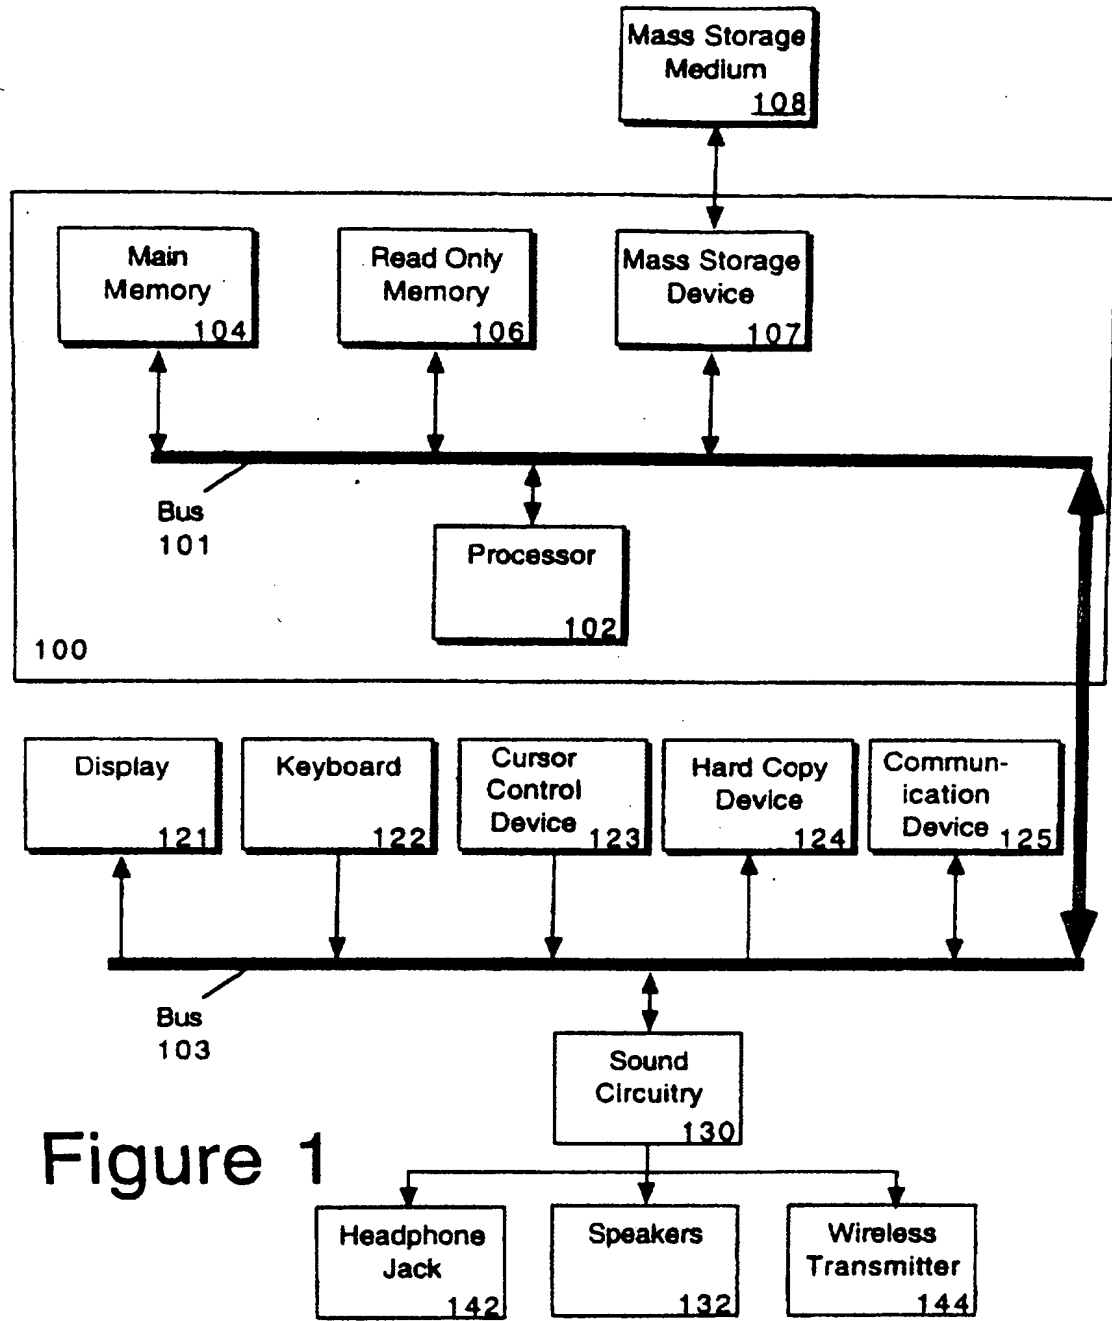 Mass Storage
Medium
108
Main
Memory
104
Read Only
Memory
106
Mass Storage
Device
107
Bus
101
Processor
102
100
Display
121
Keyboard
122
Cursor
Control
Device
123
Hard Copy
Device
124
Commun-
ication
Device
125
Bus
103
Sound
Circuitry
130
Figure 1
Headphone
Jack
142
Speakers
132
Wireless
Transmitter
144